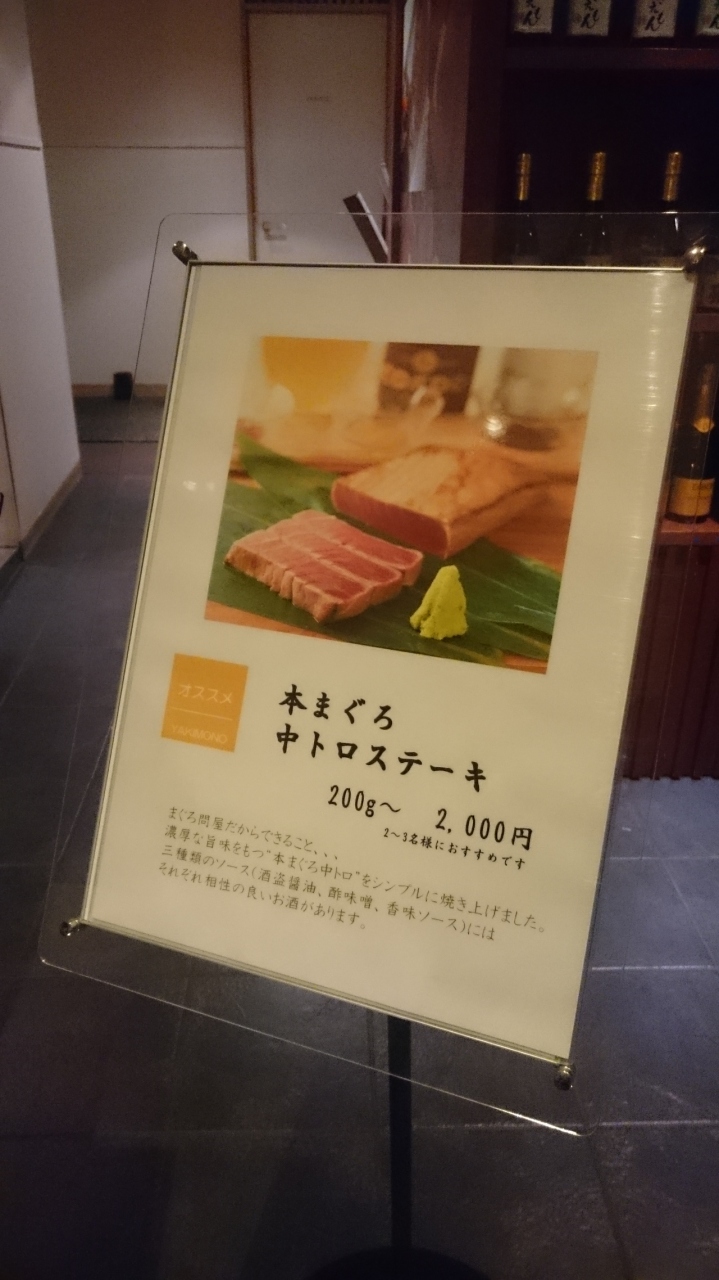 オススメ
YAKIMONO
本まぐろ
中トロステーキ
200g〜 2,000円
2〜3名様におすすめです
まぐろ問屋だからできること、、、
濃厚な旨味をもつ"本まぐろ中トロ"をシンプルに焼き上げました。
三種類のソース(酒盗醤油、酢味噌、香味ソース)には
それぞれ相性の良いお酒があります。